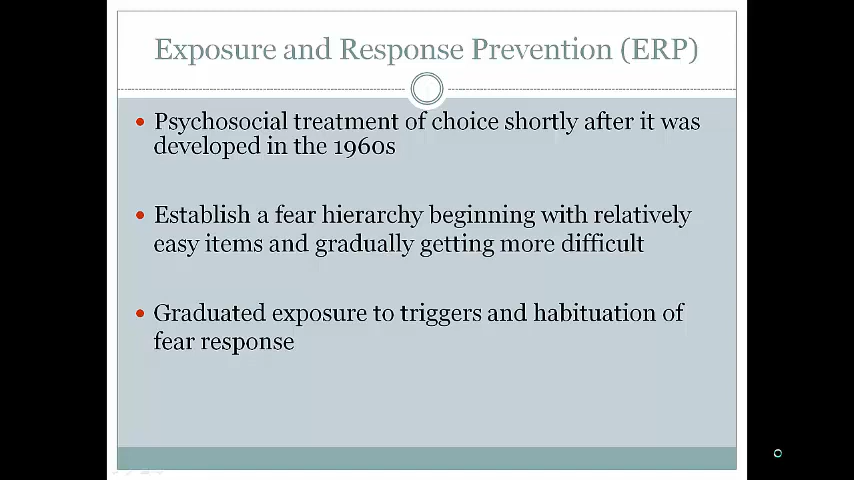 Exposure and Response Prevention (ERP)
Psychosocial treatment of choice shortly after it was
developed in the 1960s
Establish a fear hierarchy beginning with relatively
easy items and gradually getting more difficult
Graduated exposure to triggers and habituation of
fear response